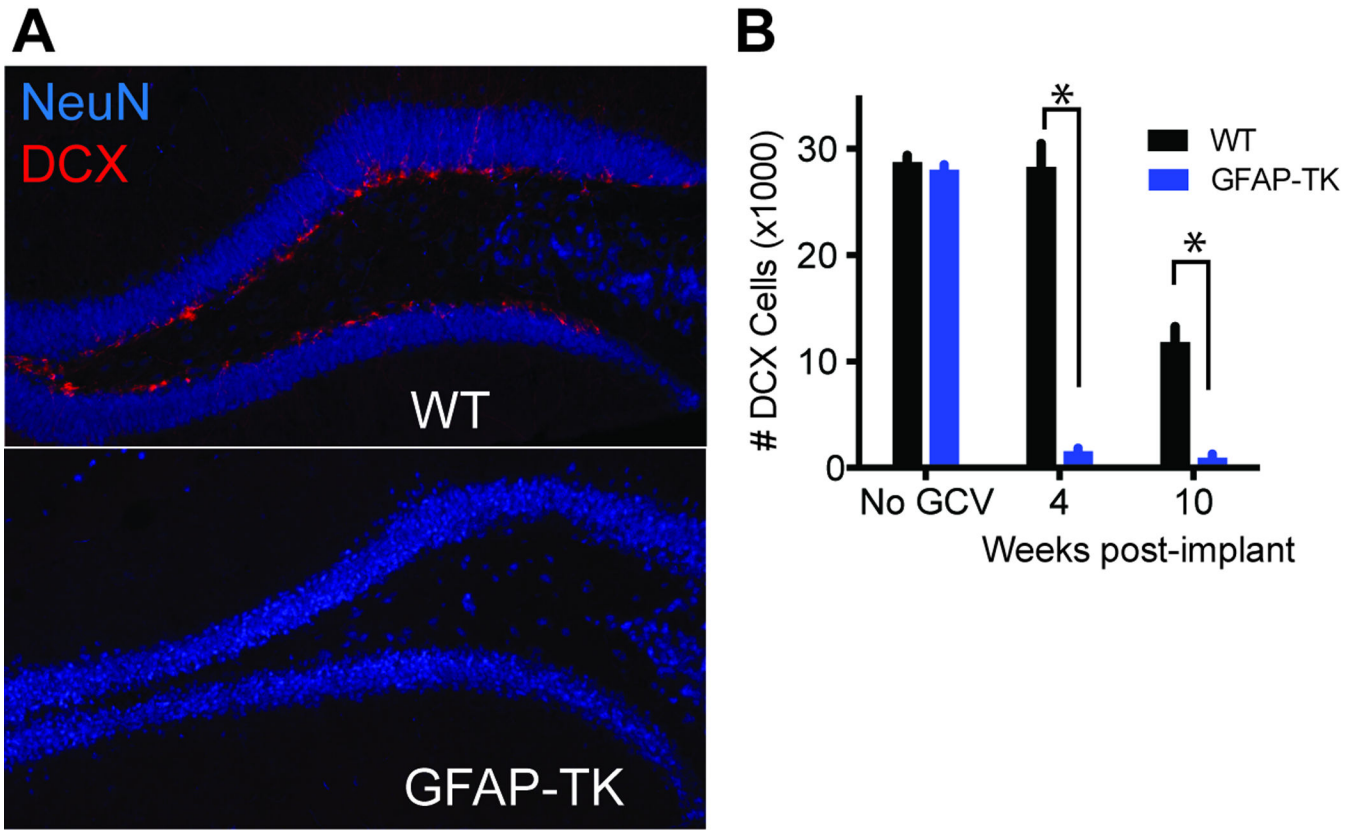 A
NeuN
DCX
WT
GFAP-TK
B
# DCX Cells (x1000)
30
20
10
0
*
*
WT
GFAP-TK
No GCV 4 10
Weeks post-implant